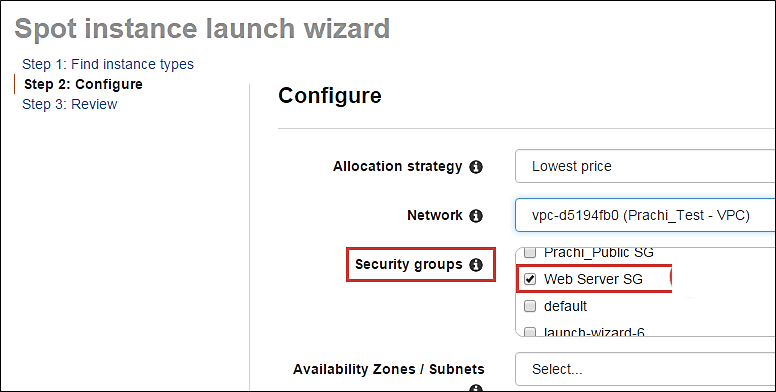 Spot instance launch wizard
Step 1: Find instance types
Step 2: Configure
Step 3: Review
Configure
Allocation strategy
Lowest price
Network
vpc-d5194fb0 (Prachi_Test - VPC)
Security groups
Prachi_Public SG
Web Server SG
default
launch-wizard-6
Availability Zones / Subnets
Select...